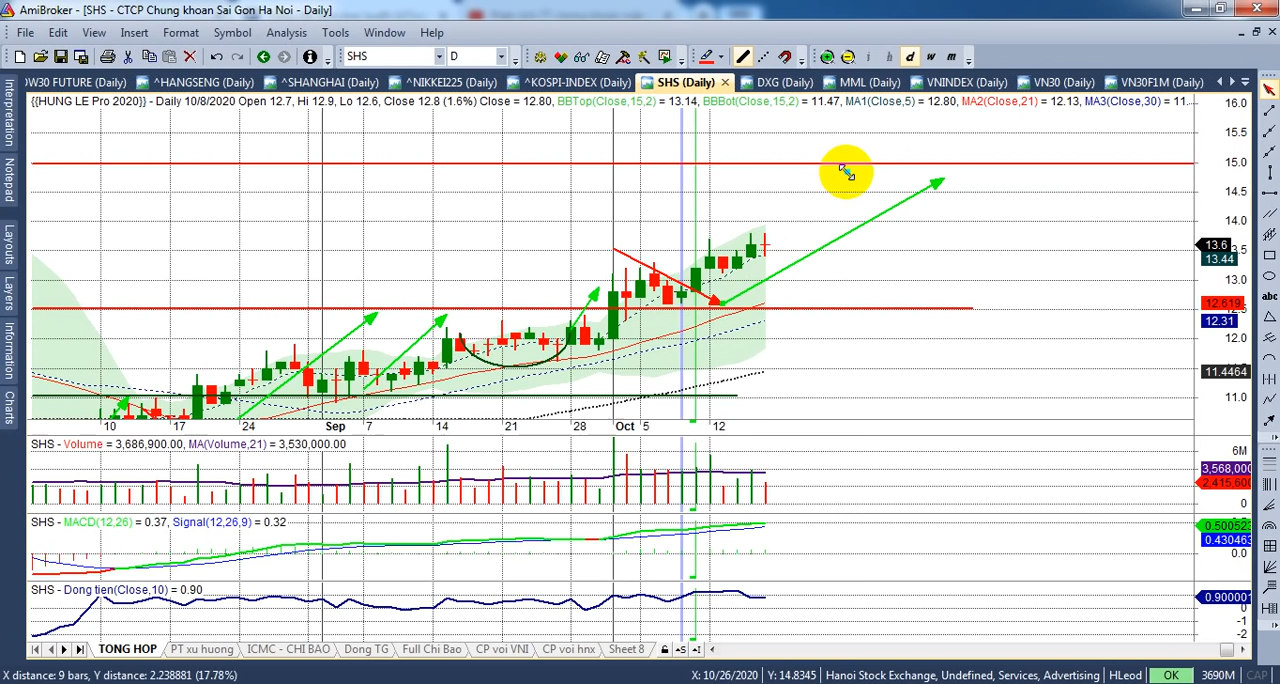 AmiBroker - [SHS - CTCP Chung khoan Sai Gon Ha Noi - Daily]
File Edit View Insert Format Symbol Analysis Tools Window Help
SHS D i h d w m
W30 FUTURE (Daily) ^HANGSENG (Daily) ^SHANGHAI (Daily) ^NIKKEI225 (Daily) ^KOSPI-INDEX (Daily) SHS (Daily) DXG (Daily) MML (Daily) VNINDEX (Daily) VN30 (Daily) VN30F1M (Daily)
{{HUNG LE Pro 2020}} - Daily 10/8/2020 Open 12.7, Hi 12.9, Lo 12.6, Close 12.8 (1.6%) Close = 12.80, BBTop(Close,15,2) = 13.14, BBBot(Close,15,2) = 11.47, MA1(Close,5) = 12.80, MA2(Close,21) = 12.13, MA3(Close,30) = 11...
Interpretation
Notepad
Layouts
Layers
Information
Charts
abc
16.0
15.5
15.0
14.5
14.0
13.6
13.44
13.0
12.619
12.31
12.0
11.4464
11.0
10 17 24 Sep 7 14 21 28 Oct 5 12
SHS - Volume = 3,686,900.00, MA(Volume,21) = 3,530,000.00
6M
3,568,000
2,415,600
0
SHS - MACD(12,26) = 0.37, Signal(12,26,9) = 0.32
0.500523
0.430463
0.0
SHS - Dong tien(Close,10) = 0.90
0.900001
0
-1
-2
TONG HOP PT xu huong ICMC - CHI BAO Dong TG Full Chi Bao CP voi VNI CP voi hnx Sheet 8
X distance: 9 bars, Y distance: 2.238881 (17.78%) X: 10/26/2020 Y: 14.8345 Hanoi Stock Exchange, Undefined, Services, Advertising HLeod OK 3690M CAP